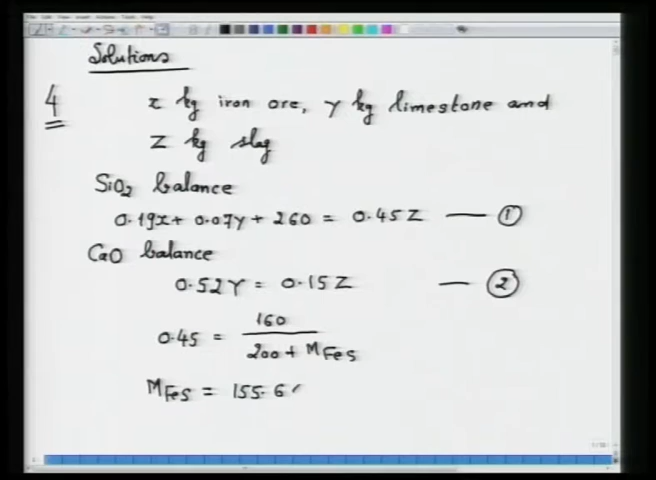 Solutions
4
x kg iron ore, y kg limestone and
Z kg slag
SiO2 balance
0.19x + 0.07y + 260 = 0.45Z — ①
CaO balance
0.52Y = 0.15Z — ②
0.45 = 160 / 200 + MFeS
MFeS = 155.6